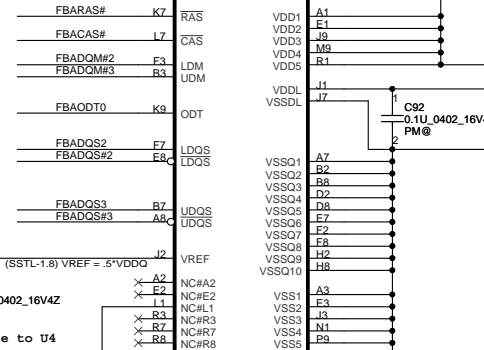 FBARAS# K7 RAS
FBACAS# L7 CAS
FBADQM#2 F3 LDM
FBADQM#3 B3 UDM
FBAODT0 K9 ODT
FBADQS2 F7 LDQS
FBADQS#2 E8 LDQS
FBADQS3 B7 UDQS
FBADQS#3 A8 UDQS
(SSTL-1.8) VREF = .5*VDDQ J2 VREF
A2 NC#A2
E2 NC#E2
0402_16V4Z L1 NC#L1
R3 NC#R3
R7 NC#R7
e to U4 R8 NC#R8
VDD1 A1
VDD2 E1
VDD3 J9
VDD4 M9
VDD5 R1
VDDL J1
VSSDL J7
1
C92
0.1U_0402_16V4
PM@
2
VSSQ1 A7
VSSQ2 B2
VSSQ3 B8
VSSQ4 D2
VSSQ5 D8
VSSQ6 E7
VSSQ7 F2
VSSQ8 F8
VSSQ9 H2
VSSQ10 H8
VSS1 A3
VSS2 E3
VSS3 J3
VSS4 N1
VSS5 P9